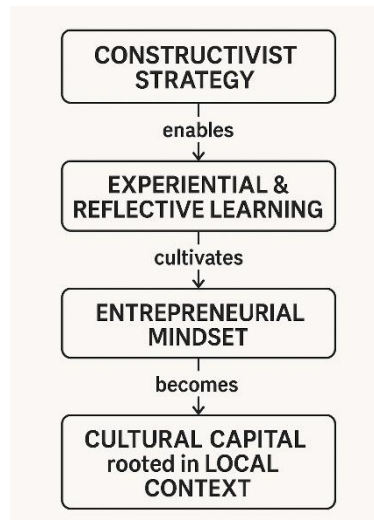 CONSTRUCTIVIST
STRATEGY
enables
EXPERIENTIAL &
REFLECTIVE LEARNING
cultivates
ENTREPRENEURIAL
MINDSET
becomes
CULTURAL CAPITAL
rooted in LOCAL
CONTEXT